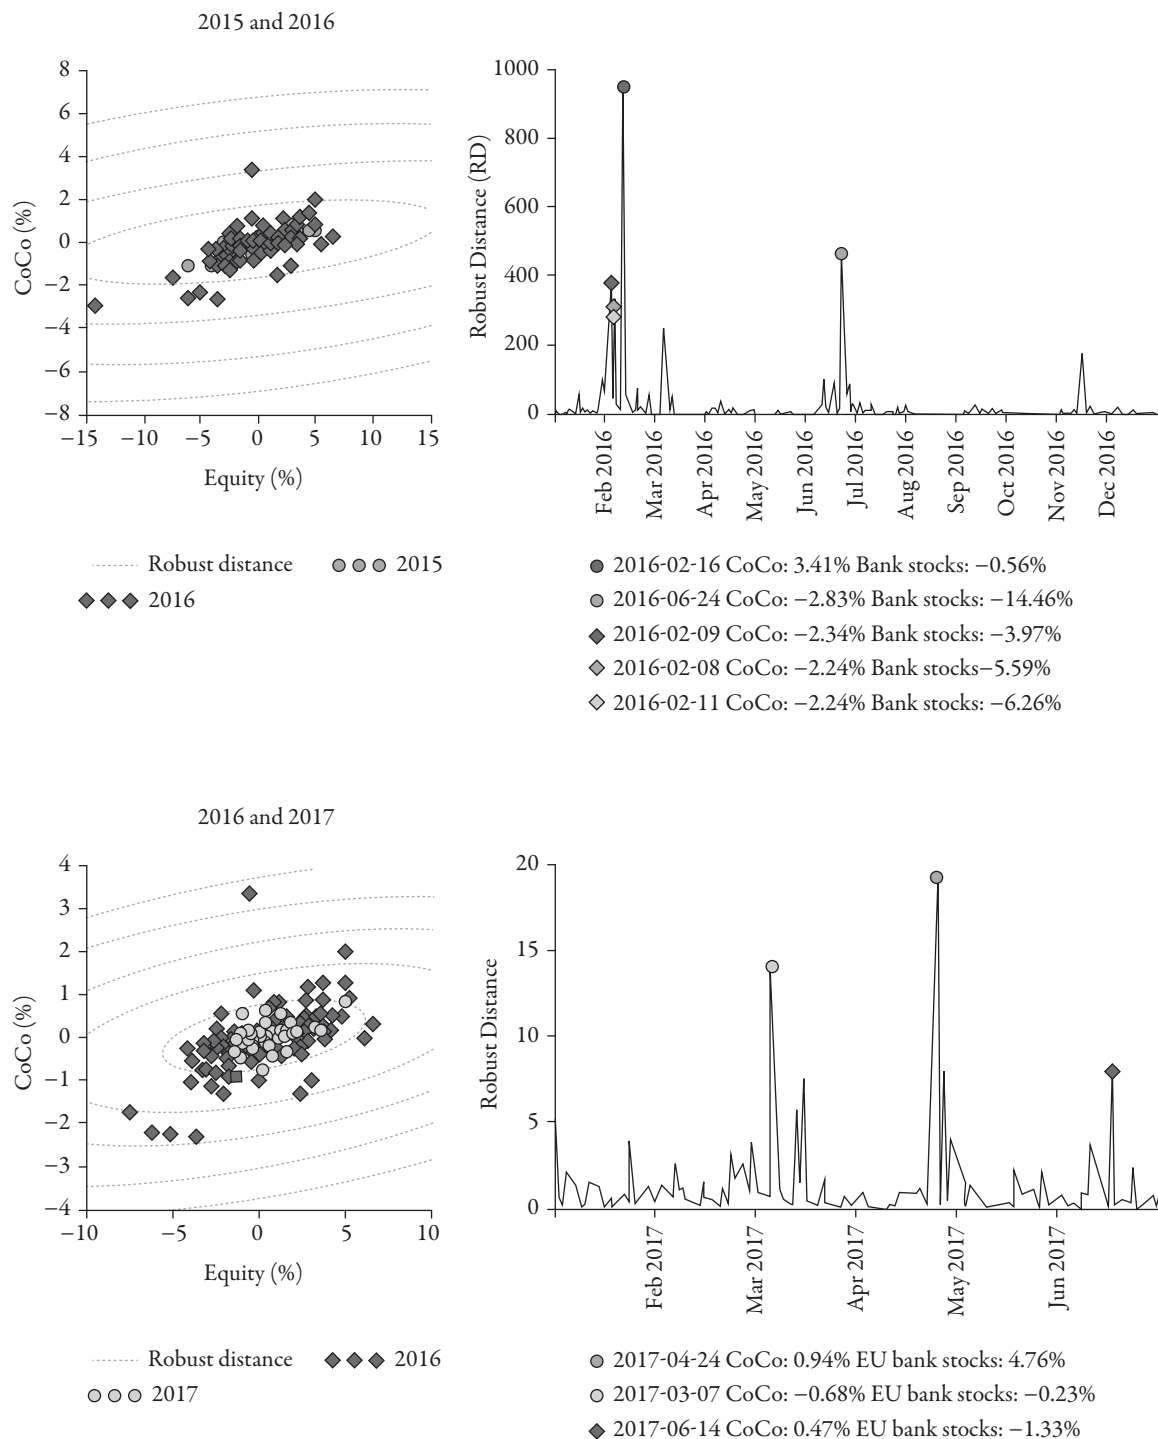 2015 and 2016
8
6
4
2
0
−2
−4
−6
−8
CoCo (%)
−15
−10
−5
0
5
10
15
Equity (%)
Robust distance
2015
2016
1000
800
600
400
200
0
Robust Distance (RD)
Feb 2016
Mar 2016
Apr 2016
May 2016
Jun 2016
Jul 2016
Aug 2016
Sep 2016
Oct 2016
Nov 2016
Dec 2016
2016-02-16 CoCo: 3.41% Bank stocks: −0.56%
2016-06-24 CoCo: −2.83% Bank stocks: −14.46%
2016-02-09 CoCo: −2.34% Bank stocks: −3.97%
2016-02-08 CoCo: −2.24% Bank stocks−5.59%
2016-02-11 CoCo: −2.24% Bank stocks: −6.26%
2016 and 2017
4
3
2
1
0
−1
−2
−3
−4
CoCo (%)
−10
−5
0
5
10
Equity (%)
Robust distance
2016
2017
20
15
10
5
0
Robust Distance
Feb 2017
Mar 2017
Apr 2017
May 2017
Jun 2017
2017-04-24 CoCo: 0.94% EU bank stocks: 4.76%
2017-03-07 CoCo: −0.68% EU bank stocks: −0.23%
2017-06-14 CoCo: 0.47% EU bank stocks: −1.33%